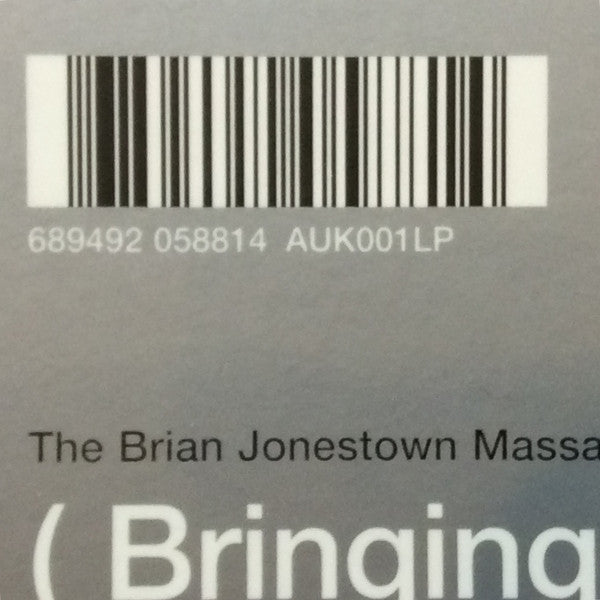 689492 058814 AUK001LP
The Brian Jonestown Massa
( Bringing